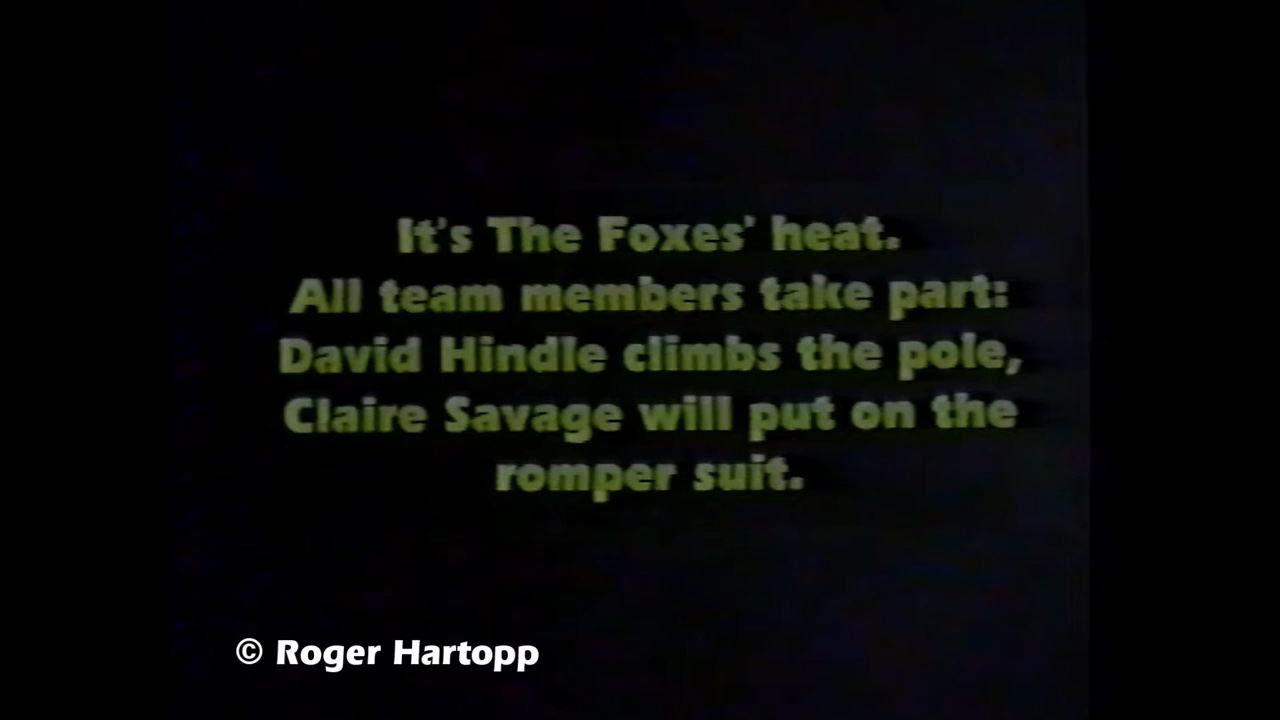 It's The Foxes' heat.
All team members take part:
David Hindle climbs the pole,
Claire Savage will put on the
romper suit.
© Roger Hartopp